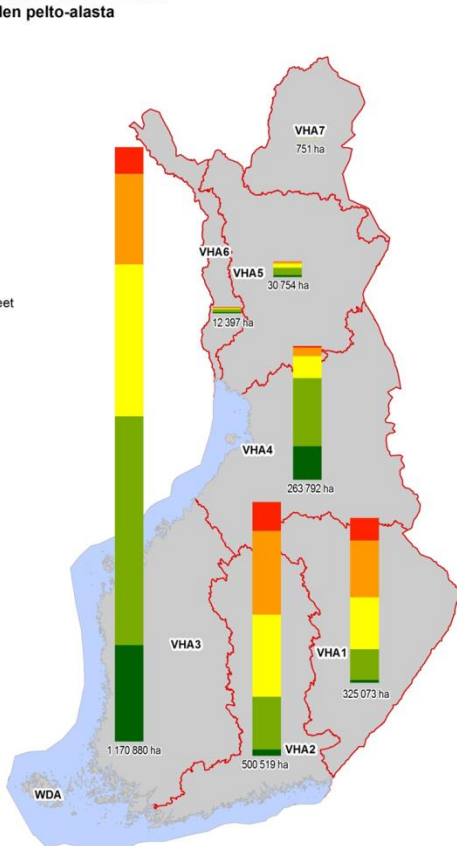 den pelto-alasta
VHA7
751 ha
VHA6
VHA5
30 754 ha
eet
12 397 ha
VHA4
263 792 ha
VHA3
VHA1
325 073 ha
1 170 880 ha
VHA2
500 519 ha
WDA